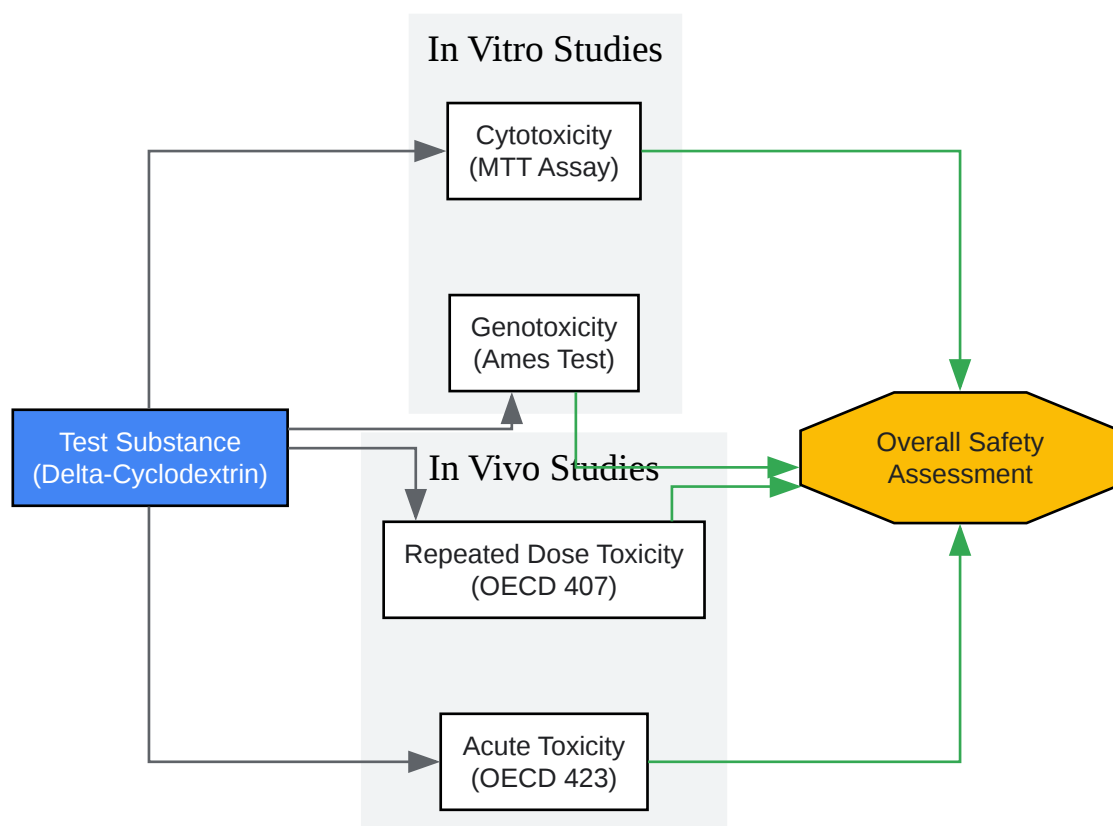 In Vitro Studies
Cytotoxicity
(MTT Assay)
Genotoxicity
(Ames Test)
Test Substance
(Delta-Cyclodextrin)
In Vivo Studies
Repeated Dose Toxicity
(OECD 407)
Acute Toxicity
(OECD 423)
Overall Safety
Assessment